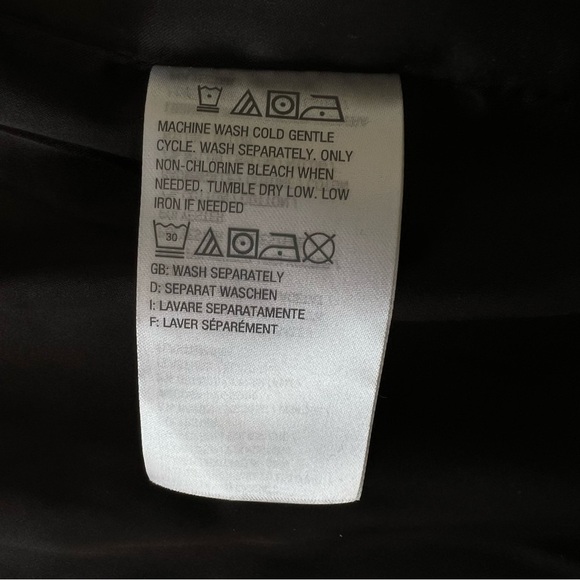 MACHINE WASH COLD GENTLE
CYCLE. WASH SEPARATELY. ONLY
NON-CHLORINE BLEACH WHEN
NEEDED. TUMBLE DRY LOW. LOW
IRON IF NEEDED
30
GB: WASH SEPARATELY
D: SEPARAT WASCHEN
I: LAVARE SEPARATAMENTE
F: LAVER SÉPARÉMENT